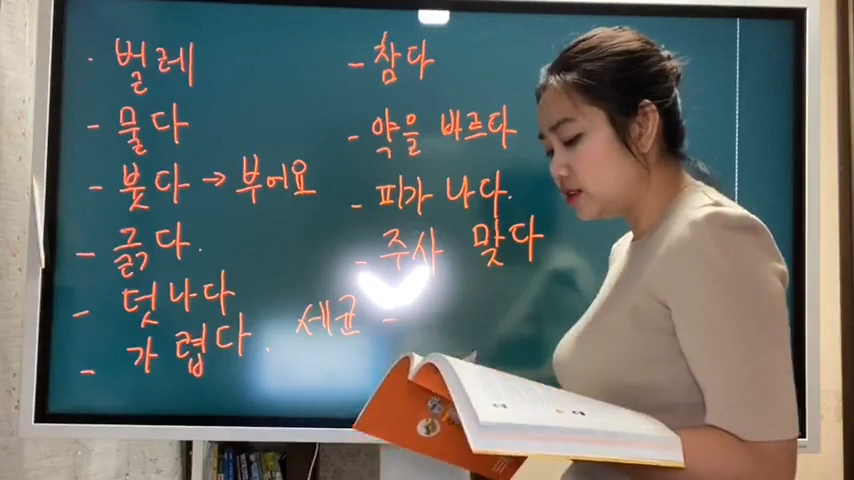 · 벌레
- 물다
- 붓다 → 부어요
- 긁다.
- 덧나다
- 가렵다. 세균
- 참다
- 약을 바르다
- 피가 나다.
- 주사 맞다
-